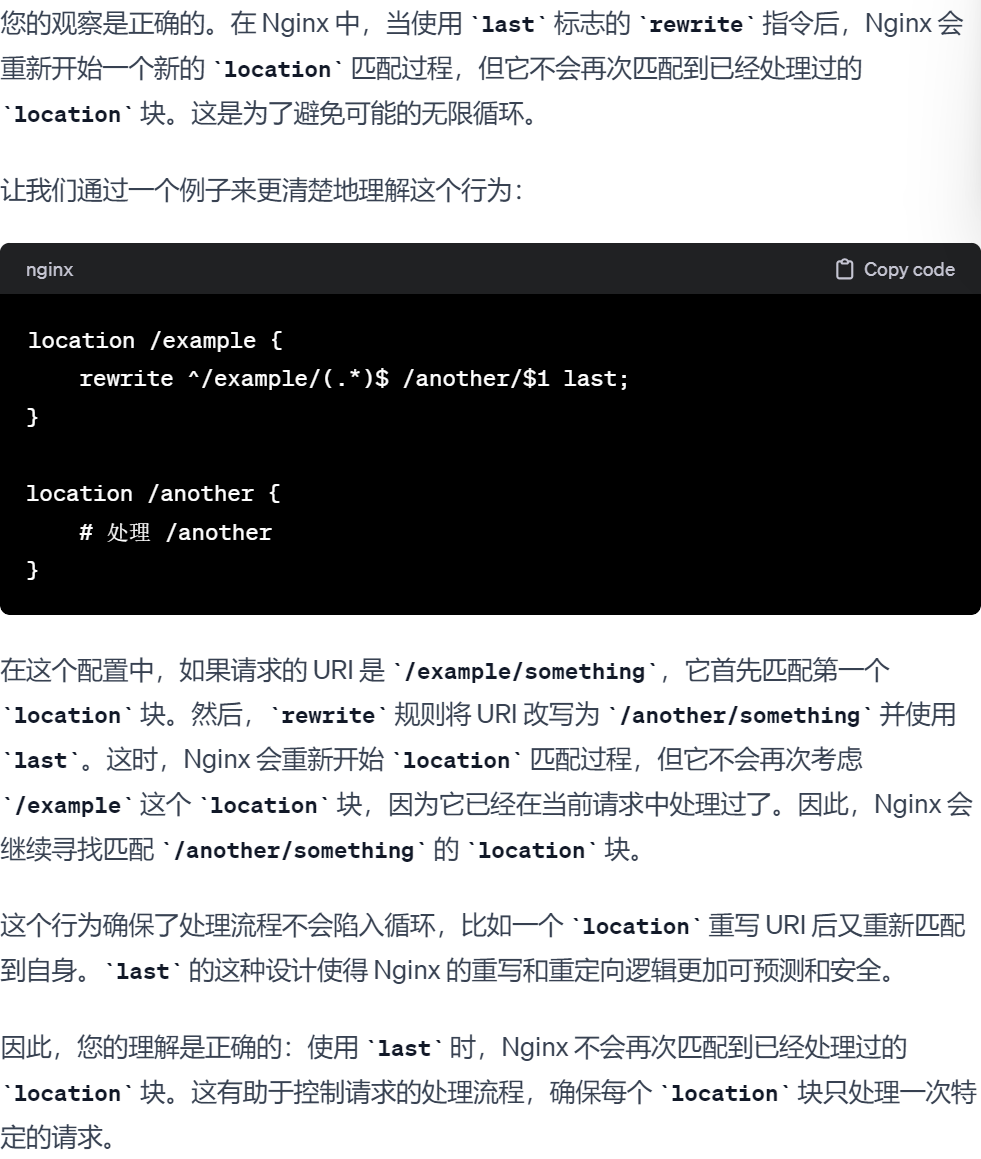 您的观察是正确的。在 Nginx 中，当使用 `last` 标志的 `rewrite` 指令后，Nginx 会
重新开始一个新的 `location` 匹配过程，但它不会再次匹配到已经处理过的
`location` 块。这是为了避免可能的无限循环。
让我们通过一个例子来更清楚地理解这个行为：
nginx
Copy code
location /example {
    rewrite ^/example/(.*)$ /another/$1 last;
}
location /another {
    # 处理 /another
}
在这个配置中，如果请求的 URI 是 `/example/something`，它首先匹配第一个
`location` 块。然后，`rewrite` 规则将 URI 改写为 `/another/something` 并使用
`last`。这时，Nginx 会重新开始 `location` 匹配过程，但它不会再次考虑
`/example` 这个 `location` 块，因为它已经在当前请求中处理过了。因此，Nginx 会
继续寻找匹配 `/another/something` 的 `location` 块。
这个行为确保了处理流程不会陷入循环，比如一个 `location` 重写 URI 后又重新匹配
到自身。`last` 的这种设计使得 Nginx 的重写和重定向逻辑更加可预测和安全。
因此，您的理解是正确的：使用 `last` 时，Nginx 不会再次匹配到已经处理过的
`location` 块。这有助于控制请求的处理流程，确保每个 `location` 块只处理一次特
定的请求。